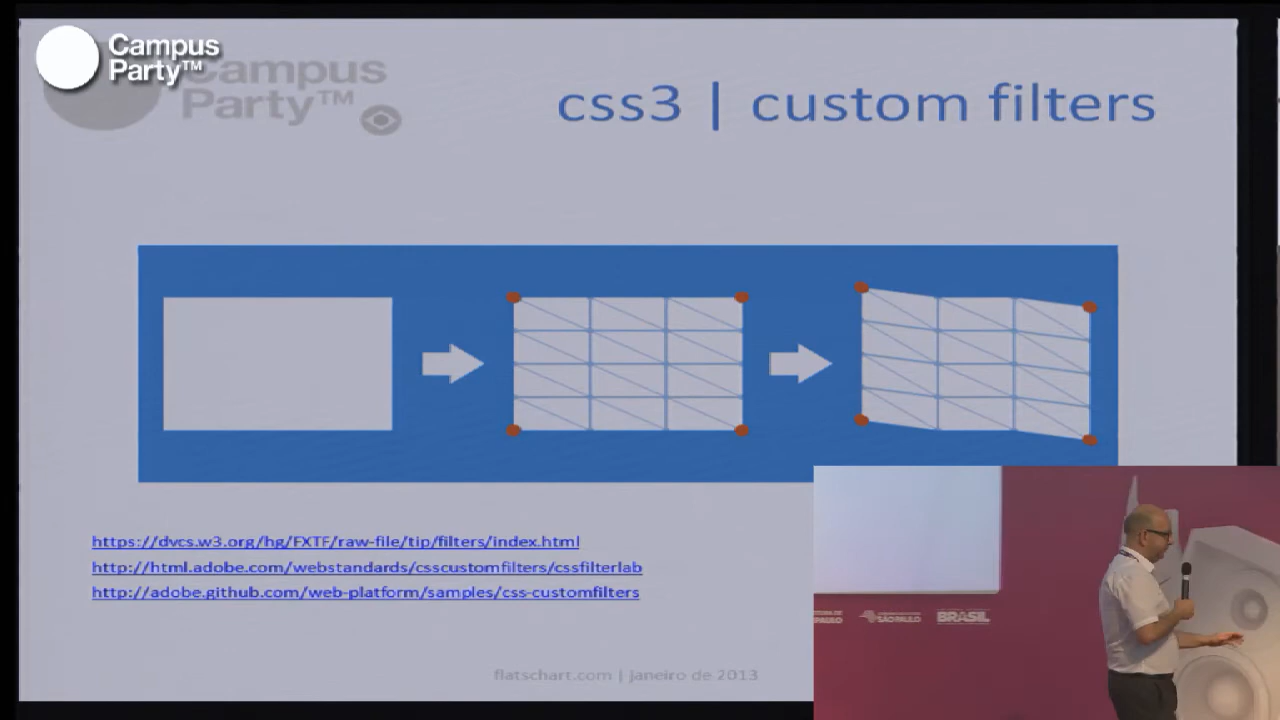 Campus
Party™
Campus
Party™
css3 | custom filters
https://dvcs.w3.org/hg/FXTF/raw-file/tip/filters/index.html
http://html.adobe.com/webstandards/csscustomfilters/cssfilterlab
http://adobe.github.com/web-platform/samples/css-customfilters
SÃO PAULO
BRASIL
flatschart.com | janeiro de 2013